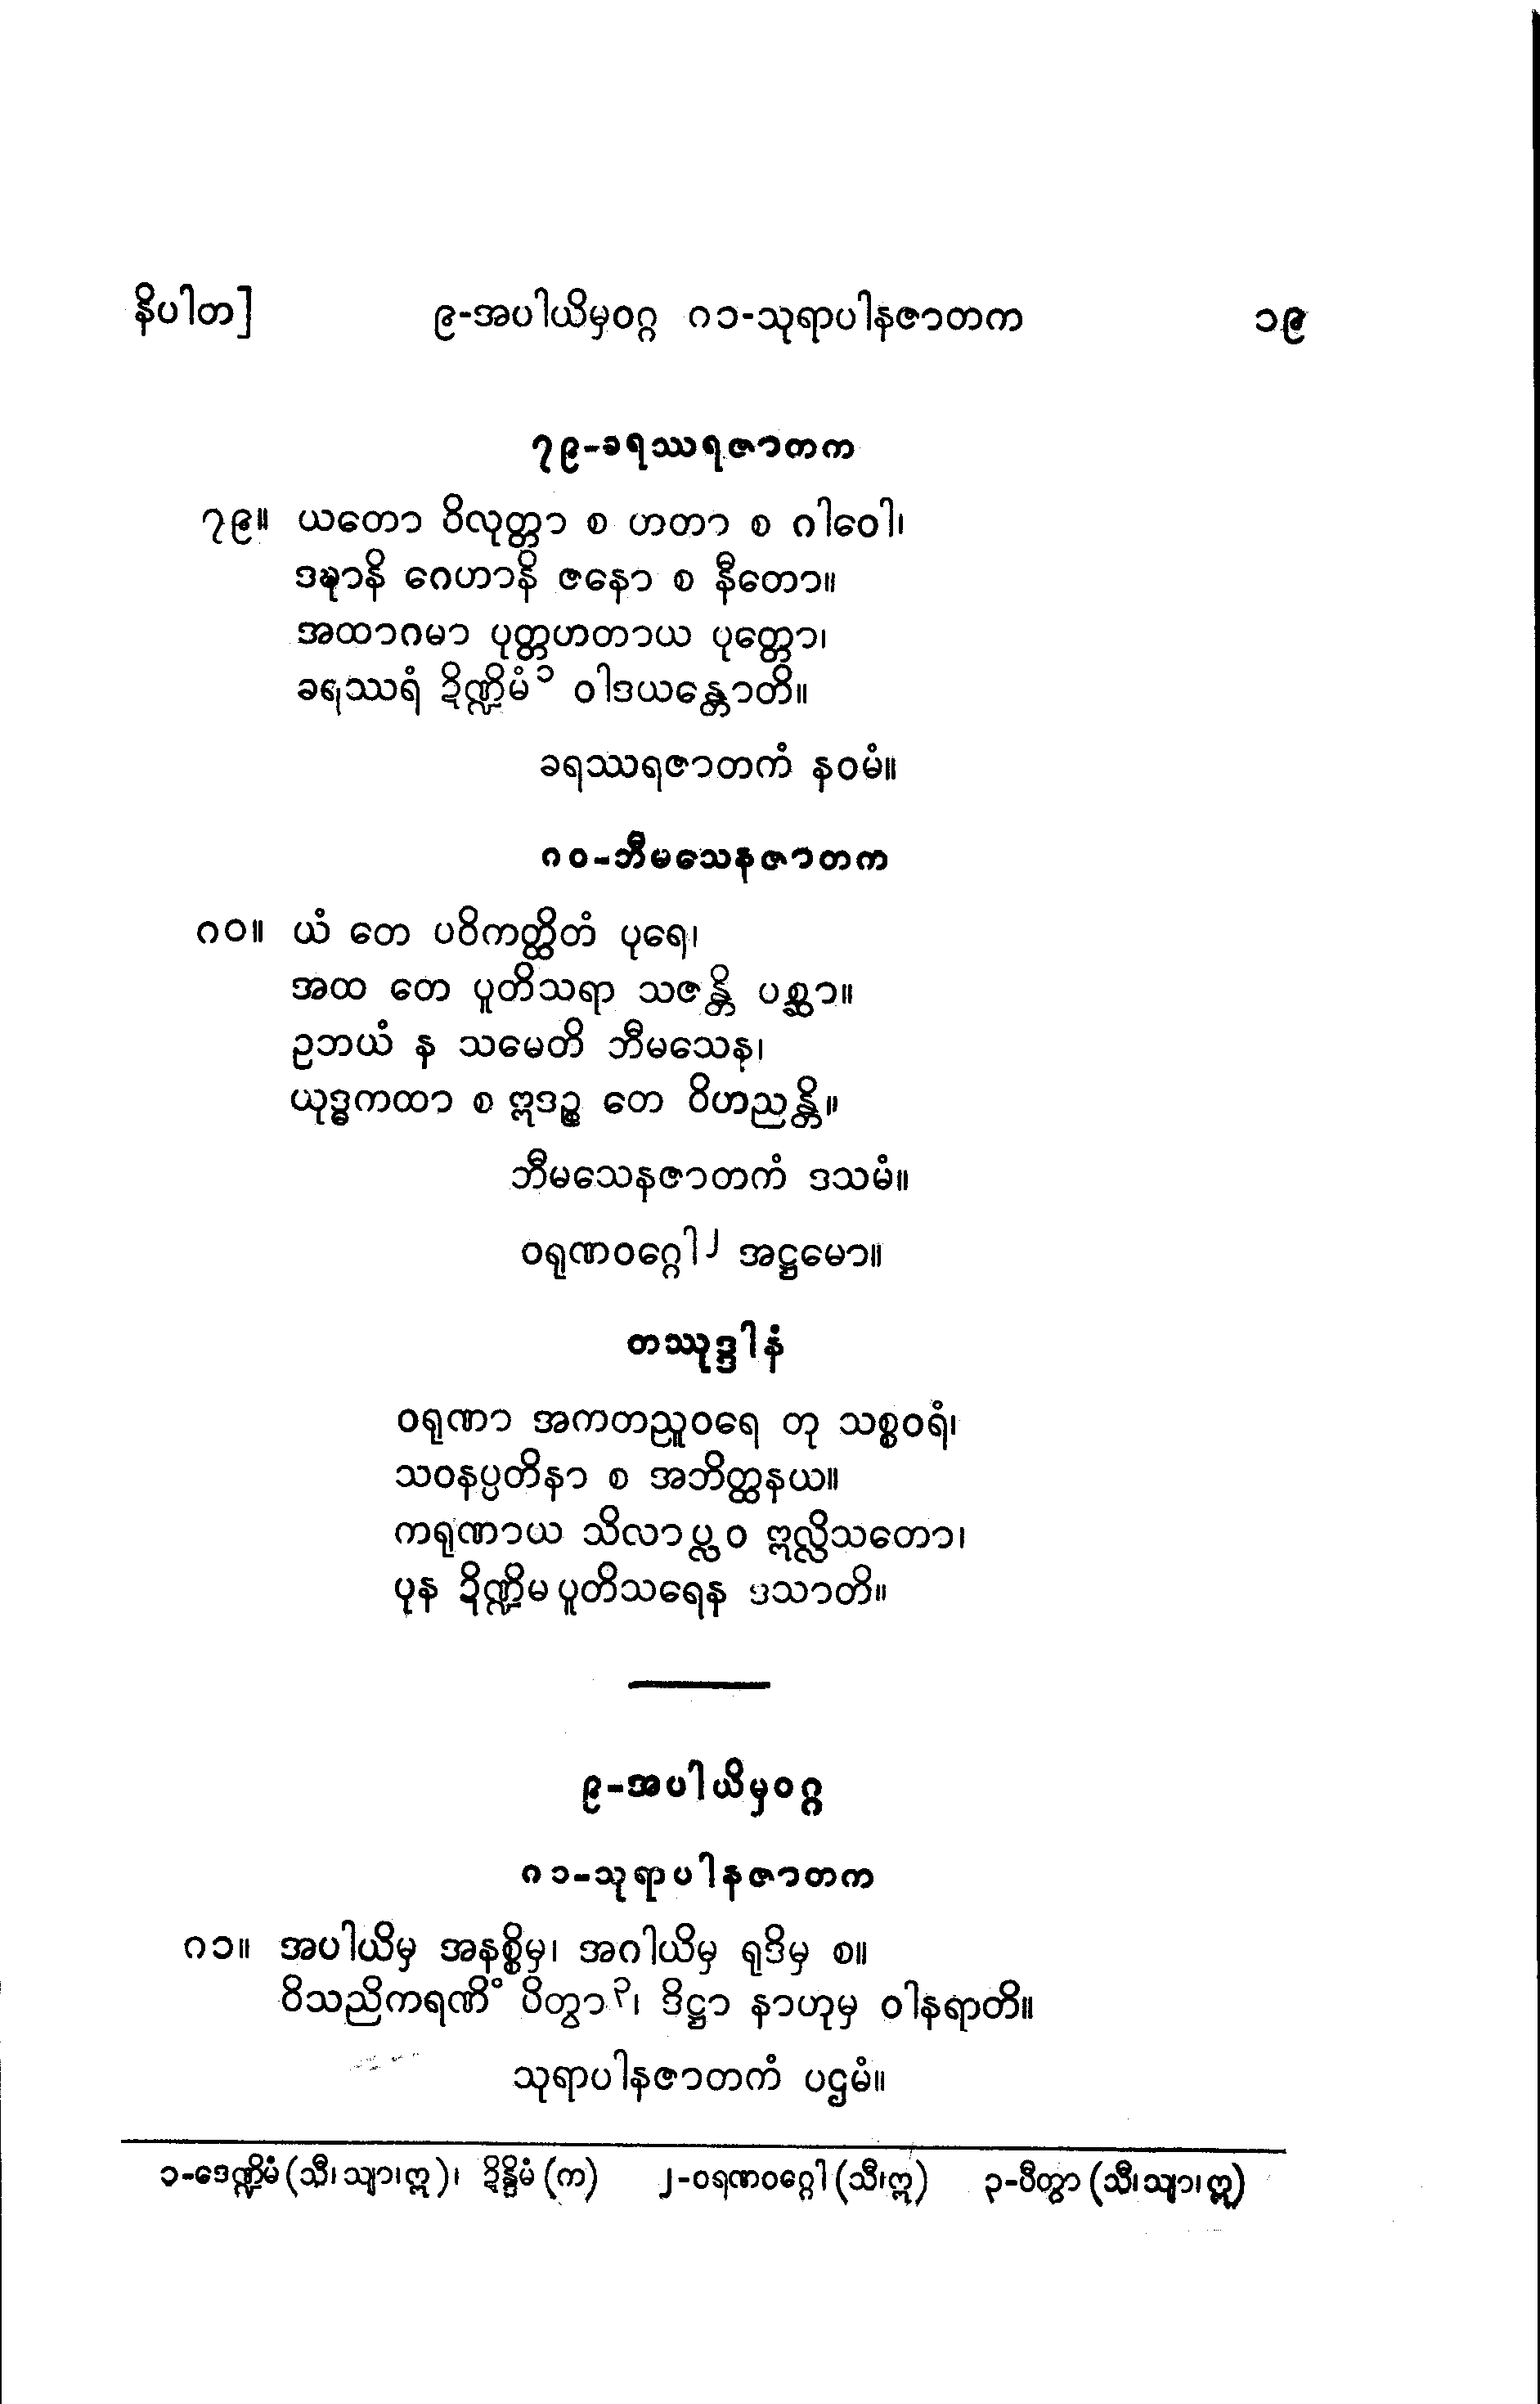 နိပါတ] ၉-အပါယိမှဝဂ္ဂ ၈၁-သုရာပါနဇာတက ၁၉
၇၉-ခရဿရဇာတက
၇၉။ ယတော ဝိလုတ္တာ စ ဟတာ စ ဂါဝေါ၊
ဒဍ္ဎာနိ ဂေဟာနိ ဇနော စ နီတော။
အထာဂမာ ပုတ္တဟတာယ ပုတ္တော၊
ခရဿရံ ဍိဏ္ဍိမံ၁ ဝါဒယန္တောတိ။
ခရဿရဇာတကံ နဝမံ။
၈၀-ဘီမသေနဇာတက
၈၀။ ယံ တေ ပဝိကတ္ထိတံ ပုရေ၊
အထ တေ ပူတိသရာ သဇန္တိ ပစ္ဆာ။
ဥဘယံ န သမေတိ ဘီမသေန၊
ယုဒ္ဓကထာ စ ဣဒဉ္စ တေ ဝိဟညန္တိ။
ဘီမသေနဇာတကံ ဒသမံ။
ဝရုဏဝဂ္ဂေါ၂ အဋ္ဌမော။
တဿုဒ္ဒါနံ
ဝရုဏာ အကတညူဝရေ တု သစ္စဝရံ၊
သဝနပ္ပတိနာ စ အဘိတ္ထနယ။
ကရုဏာယ သိလာပ္လဝ ဣလ္လိသတော၊
ပုန ဍိဏ္ဍိမ ပူတိသရေန ဒသာတိ။
၉-အပါယိမှဝဂ္ဂ
၈၁-သုရာပါနဇာတက
၈၁။ အပါယိမှ အနစ္စိမှ၊ အဂါယိမှ ရုဒိမှ စ။
ဝိသညိကရဏိံ ပိတွာ၃၊ ဒိဋ္ဌာ နာဟုမှ ဝါနရာတိ။
သုရာပါနဇာတကံ ပဌမံ။
၁-ဒေဏ္ဍိမံ (သီ၊ သျာ၊ ဣ)၊ ဍိန္ဒိမံ (က) ၂-ဝရဏဝဂ္ဂေါ (သီ၊ ဣ) ၃-ပီတွာ (သီ၊ သျာ၊ ဣ)